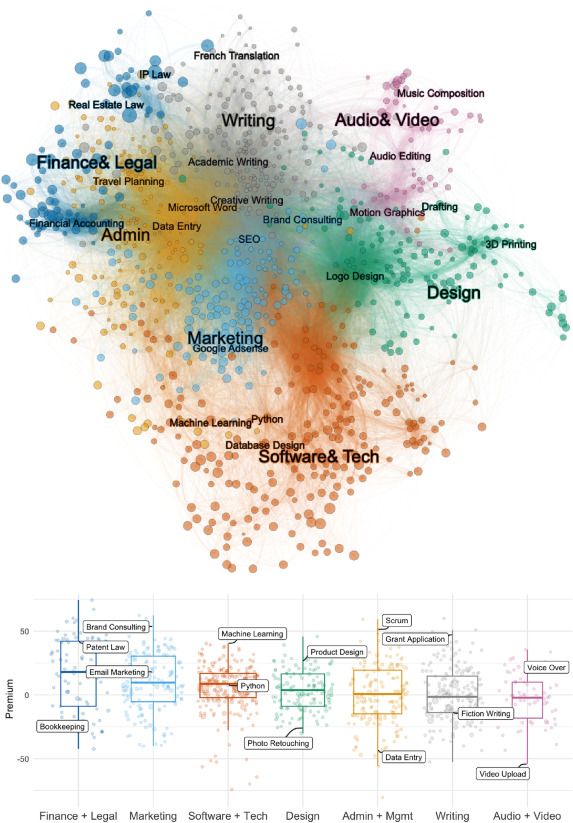 French Translation
IP Law
Music Composition
Real Estate Law
Writing
Audio& Video
Academic Writing
Audio Editing
Finance& Legal
Travel Planning
Creative Writing
Microsoft Word
Drafting
Motion Graphics
Brand Consulting
Financial Accounting
Data Entry
Admin
SEO
3D Printing
Logo Design
Design
Marketing
Google Adsense
Machine Learning
Python
Database Design
Software& Tech
Premium
50
0
-50
Brand Consulting
Patent Law
Email Marketing
Bookkeeping
Machine Learning
Python
Product Design
Photo Retouching
Scrum
Grant Application
Data Entry
Fiction Writing
Voice Over
Video Upload
Finance + Legal
Marketing
Software + Tech
Design
Admin + Mgmt
Writing
Audio + Video